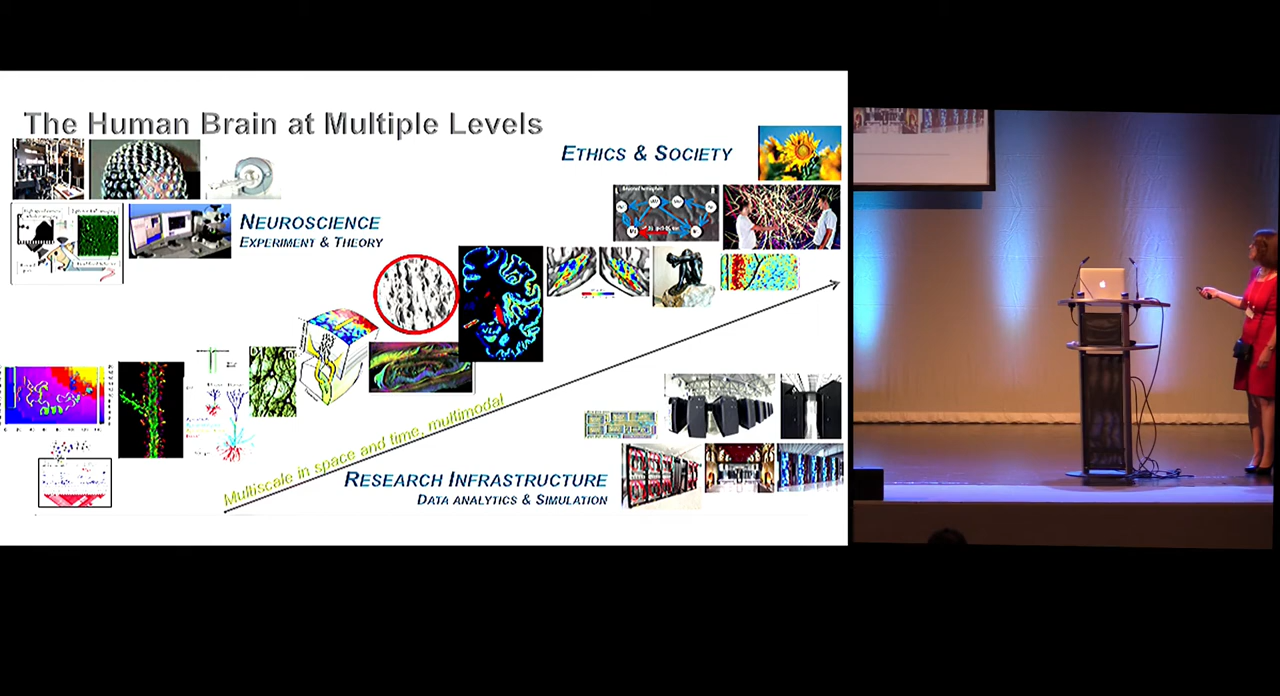 The Human Brain at Multiple Levels
ETHICS & SOCIETY
NEUROSCIENCE
EXPERIMENT & THEORY
Multiscale in space and time, multimodal
RESEARCH INFRASTRUCTURE
DATA ANALYTICS & SIMULATION